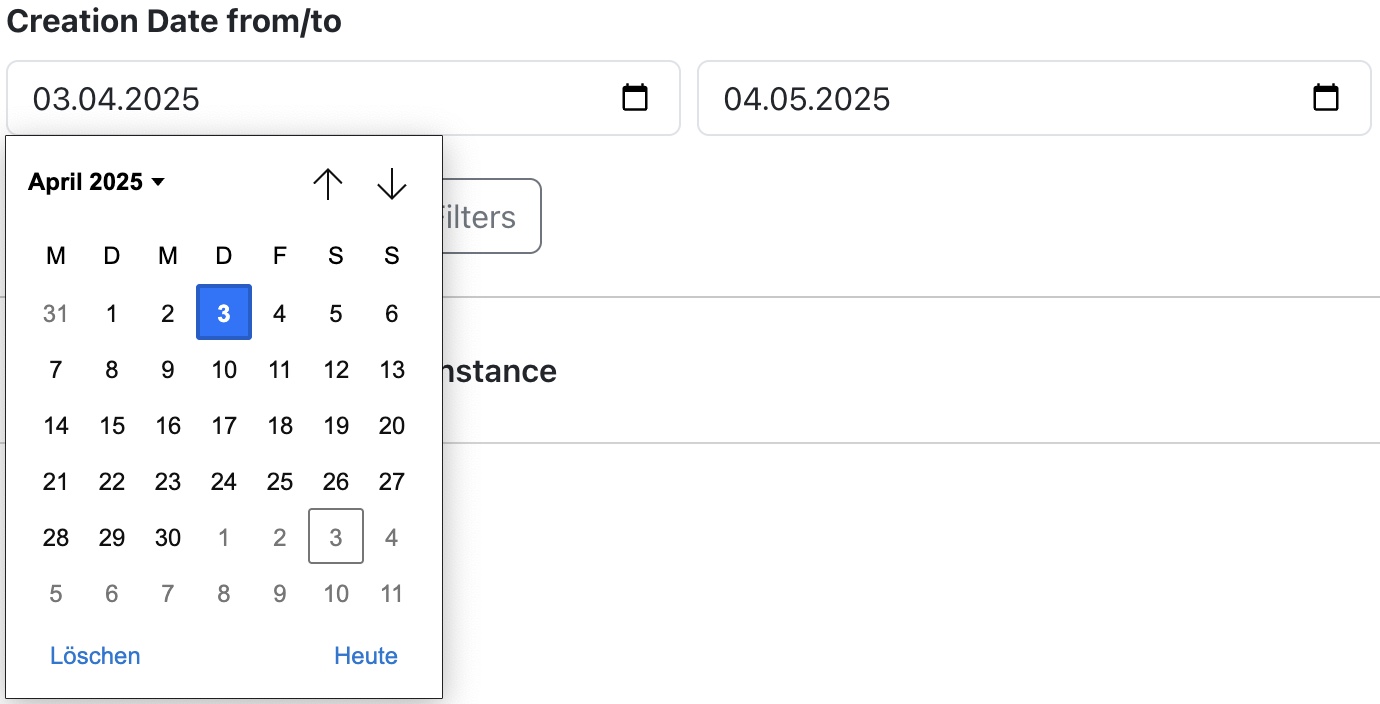 Creation Date from/to
03.04.2025 04.05.2025
April 2025
M D M D F S S
31 1 2 3 4 5 6
7 8 9 10 11 12 13
14 15 16 17 18 19 20
21 22 23 24 25 26 27
28 29 30 1 2 3 4
5 6 7 8 9 10 11
Löschen Heute
ilters
nstance